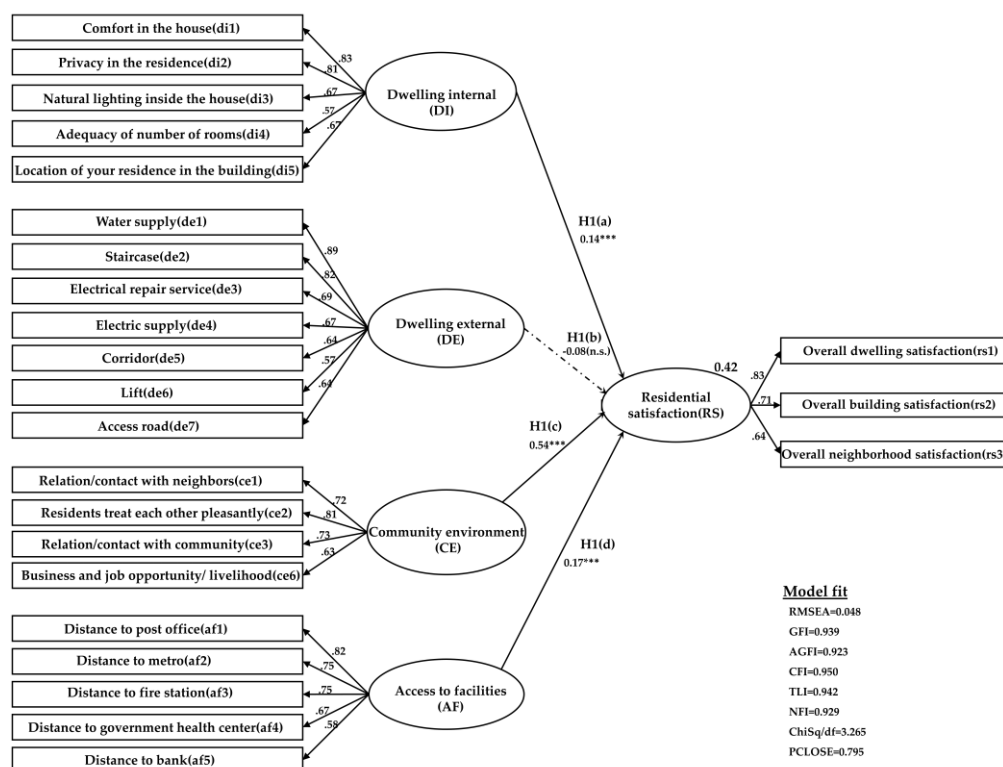 Comfort in the house(di1)
Privacy in the residence(di2)
Natural lighting inside the house(di3)
Adequacy of number of rooms(di4)
Location of your residence in the building(di5)
.83
.81
.67
.57
.67
Dwelling internal
(DI)
H1(a)
0.14***
Water supply(de1)
Staircase(de2)
Electrical repair service(de3)
Electric supply(de4)
Corridor(de5)
Lift(de6)
Access road(de7)
.89
.82
.69
.67
.64
.57
.64
Dwelling external
(DE)
H1(b)
-0.08(n.s.)
Relation/contact with neighbors(ce1)
Residents treat each other pleasantly(ce2)
Relation/contact with community(ce3)
Business and job opportunity/ livelihood(ce6)
.72
.81
.73
.63
Community environment
(CE)
H1(c)
0.54***
Distance to post office(af1)
Distance to metro(af2)
Distance to fire station(af3)
Distance to government health center(af4)
Distance to bank(af5)
.82
.75
.75
.67
.58
Access to facilities
(AF)
H1(d)
0.17***
0.42
Residential
satisfaction(RS)
.83
.71
.64
Overall dwelling satisfaction(rs1)
Overall building satisfaction(rs2)
Overall neighborhood satisfaction(rs3
Model fit
RMSEA=0.048
GFI=0.939
AGFI=0.923
CFI=0.950
TLI=0.942
NFI=0.929
ChiSq/df=3.265
PCLOSE=0.795